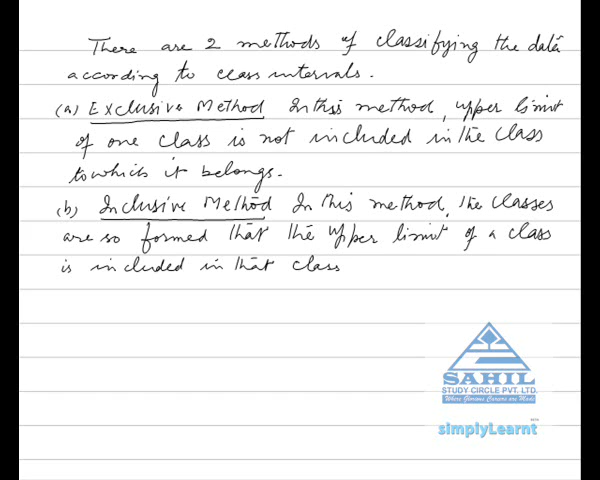 There are 2 methods of classifying the data
according to class intervals.
(a) Exclusive Method In this method, upper limit
of one class is not included in the class
to which it belongs.
(b) Inclusive Method In this method, the classes
are so formed that the upper limit of a class
is included in that class
SAHIL
STUDY CIRCLE PVT. LTD.
Where Glorious Careers are Made
simplyLearnt